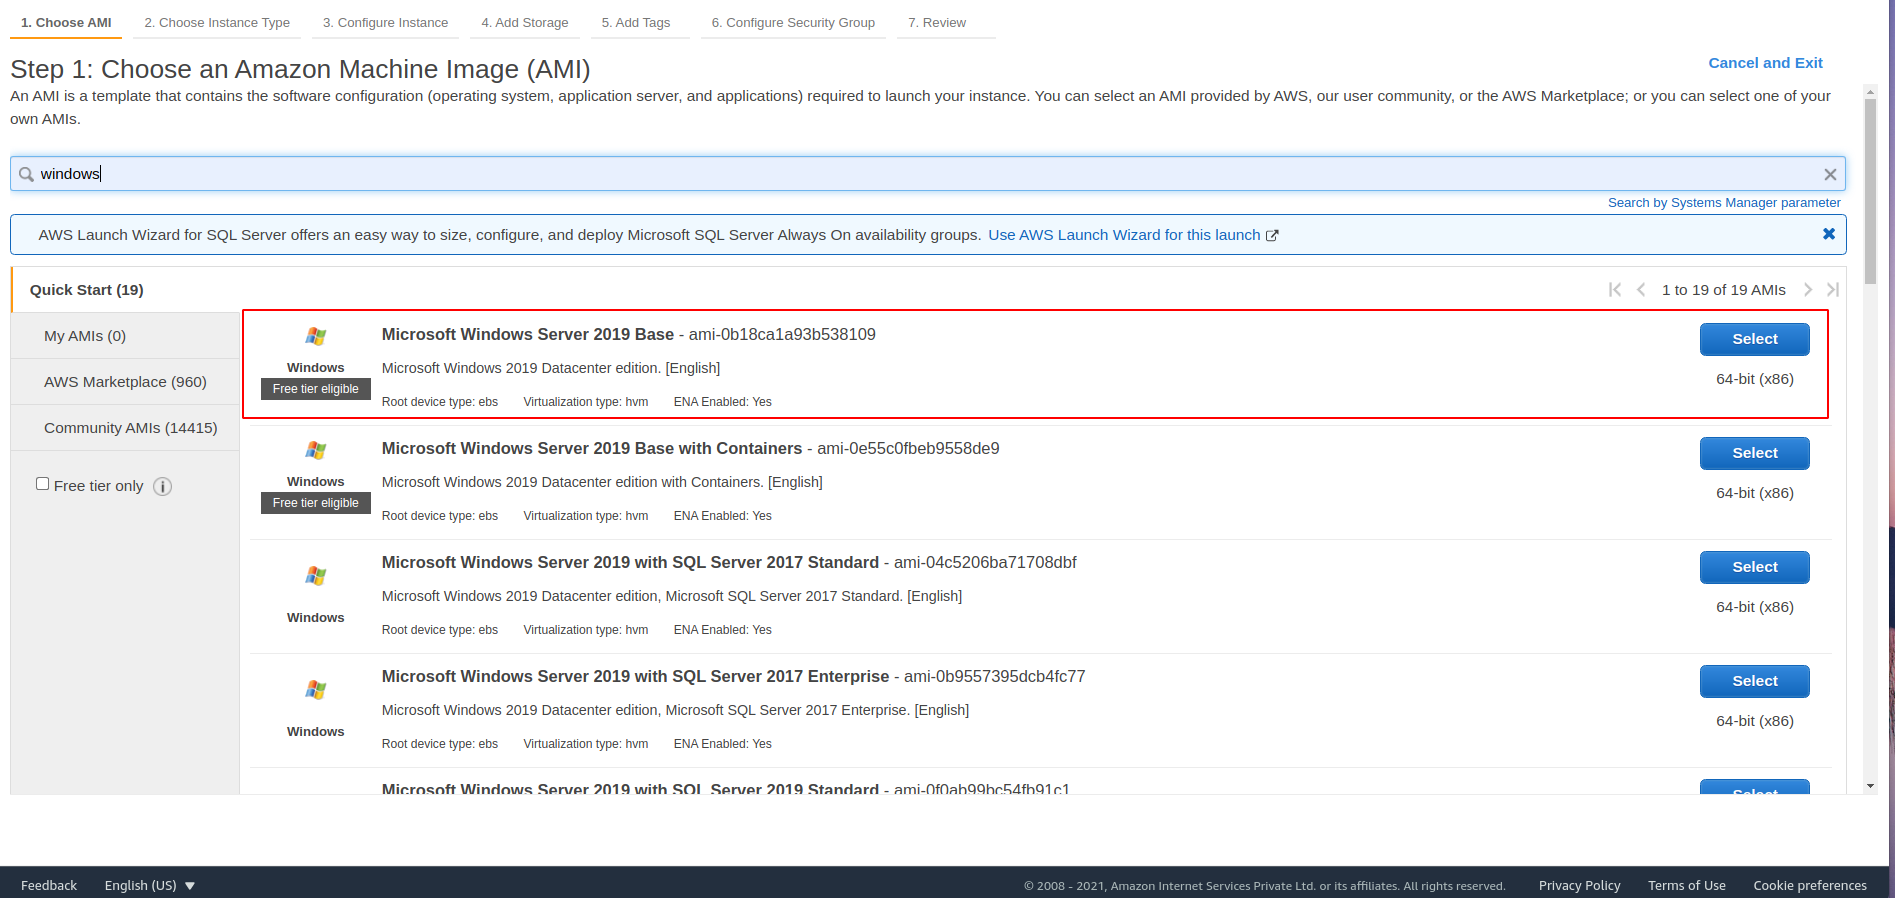 1. Choose AMI 2. Choose Instance Type 3. Configure Instance 4. Add Storage 5. Add Tags 6. Configure Security Group 7. Review
Step 1: Choose an Amazon Machine Image (AMI)
Cancel and Exit
An AMI is a template that contains the software configuration (operating system, application server, and applications) required to launch your instance. You can select an AMI provided by AWS, our user community, or the AWS Marketplace; or you can select one of your
own AMIs.
windows
Search by Systems Manager parameter
AWS Launch Wizard for SQL Server offers an easy way to size, configure, and deploy Microsoft SQL Server Always On availability groups. Use AWS Launch Wizard for this launch
Quick Start (19)
1 to 19 of 19 AMIs
My AMIs (0)
AWS Marketplace (960)
Community AMIs (14415)
Free tier only
Windows
Free tier eligible
Microsoft Windows Server 2019 Base - ami-0b18ca1a93b538109
Microsoft Windows 2019 Datacenter edition. [English]
Root device type: ebs Virtualization type: hvm ENA Enabled: Yes
Select
64-bit (x86)
Windows
Free tier eligible
Microsoft Windows Server 2019 Base with Containers - ami-0e55c0fbeb9558de9
Microsoft Windows 2019 Datacenter edition with Containers. [English]
Root device type: ebs Virtualization type: hvm ENA Enabled: Yes
Select
64-bit (x86)
Windows
Microsoft Windows Server 2019 with SQL Server 2017 Standard - ami-04c5206ba71708dbf
Microsoft Windows 2019 Datacenter edition, Microsoft SQL Server 2017 Standard. [English]
Root device type: ebs Virtualization type: hvm ENA Enabled: Yes
Select
64-bit (x86)
Windows
Microsoft Windows Server 2019 with SQL Server 2017 Enterprise - ami-0b9557395dcb4fc77
Microsoft Windows 2019 Datacenter edition, Microsoft SQL Server 2017 Enterprise. [English]
Root device type: ebs Virtualization type: hvm ENA Enabled: Yes
Select
64-bit (x86)
Microsoft Windows Server 2019 with SQL Server 2019 Standard - ami-0f0ab99bc54fb91c1
Select
Feedback English (US)
© 2008 - 2021, Amazon Internet Services Private Ltd. or its affiliates. All rights reserved. Privacy Policy Terms of Use Cookie preferences